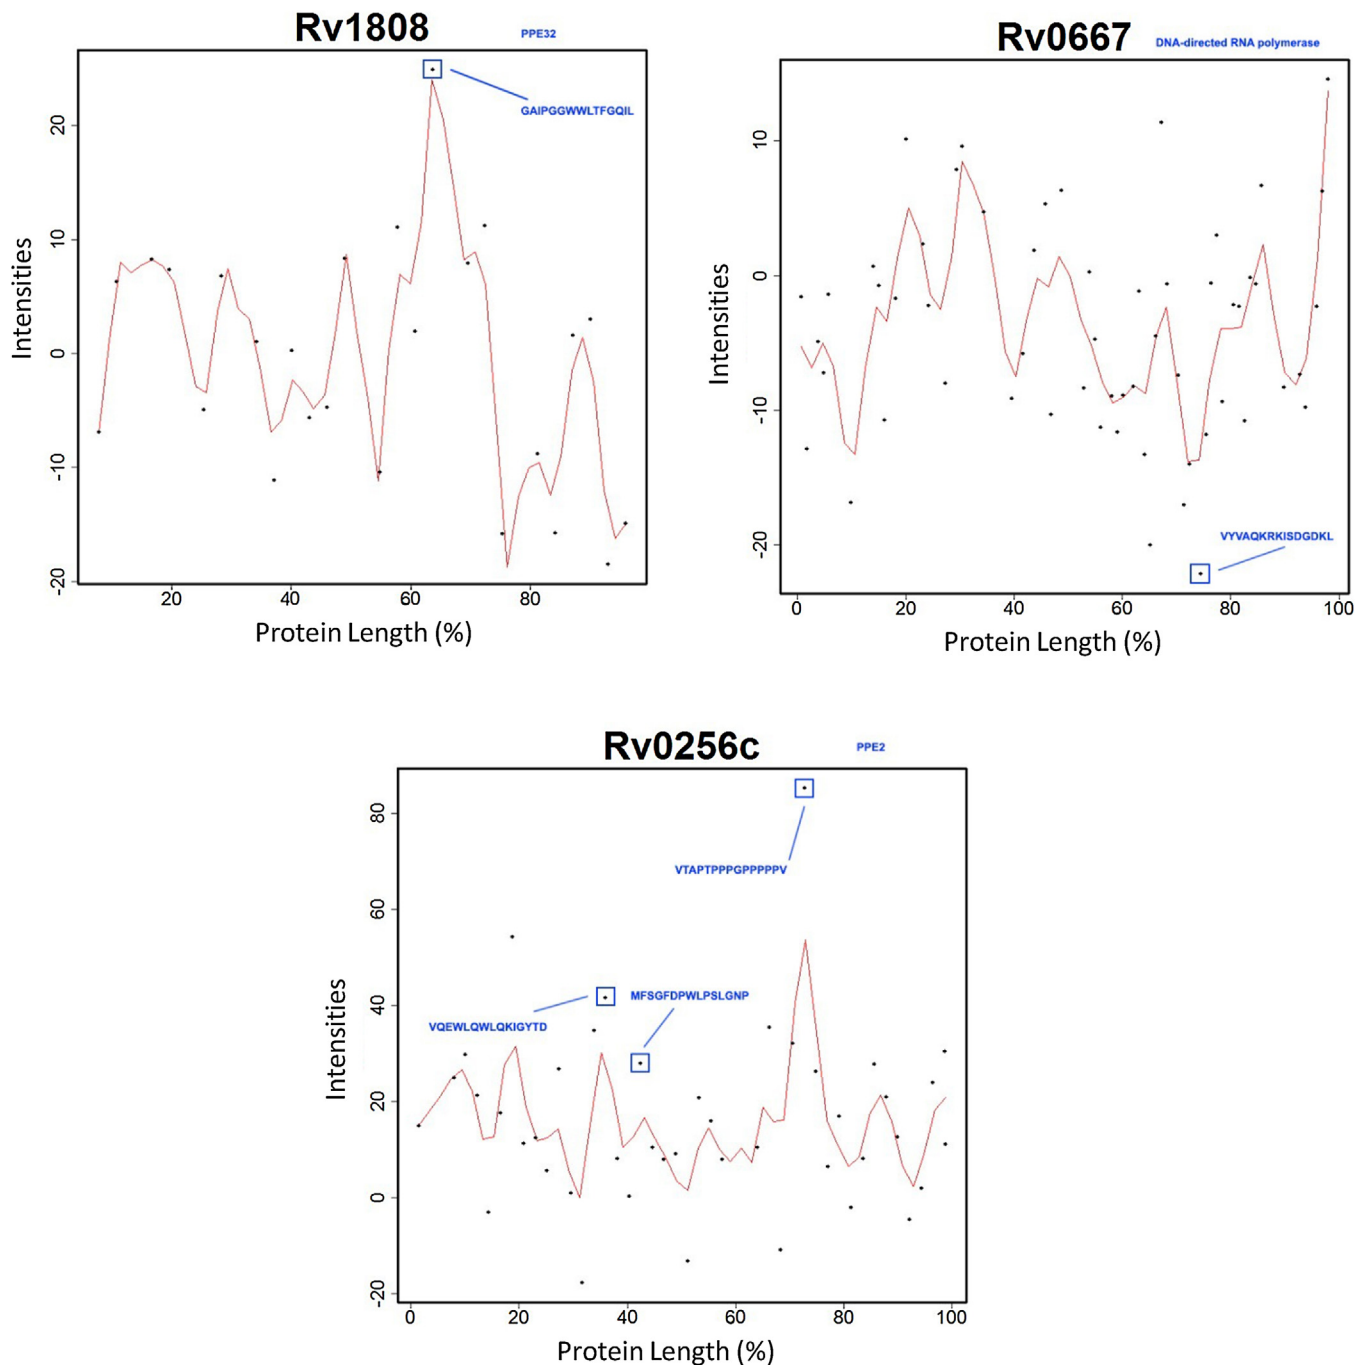 Rv1808
PPE32
GAIPGGWWLTFGQIL
Intensities
20
10
0
-10
-20
20
40
60
80
Protein Length (%)
Rv0667
DNA-directed RNA polymerase
VYVAQKRKISDGDKL
Intensities
10
0
-10
-20
0
20
40
60
80
100
Protein Length (%)
Rv0256c
PPE2
VTAPTPPPGPPPPPV
MFSGFDPWLPSLGNP
VQEWLQWLQKIGYTD
Intensities
80
60
40
20
0
-20
0
20
40
60
80
100
Protein Length (%)